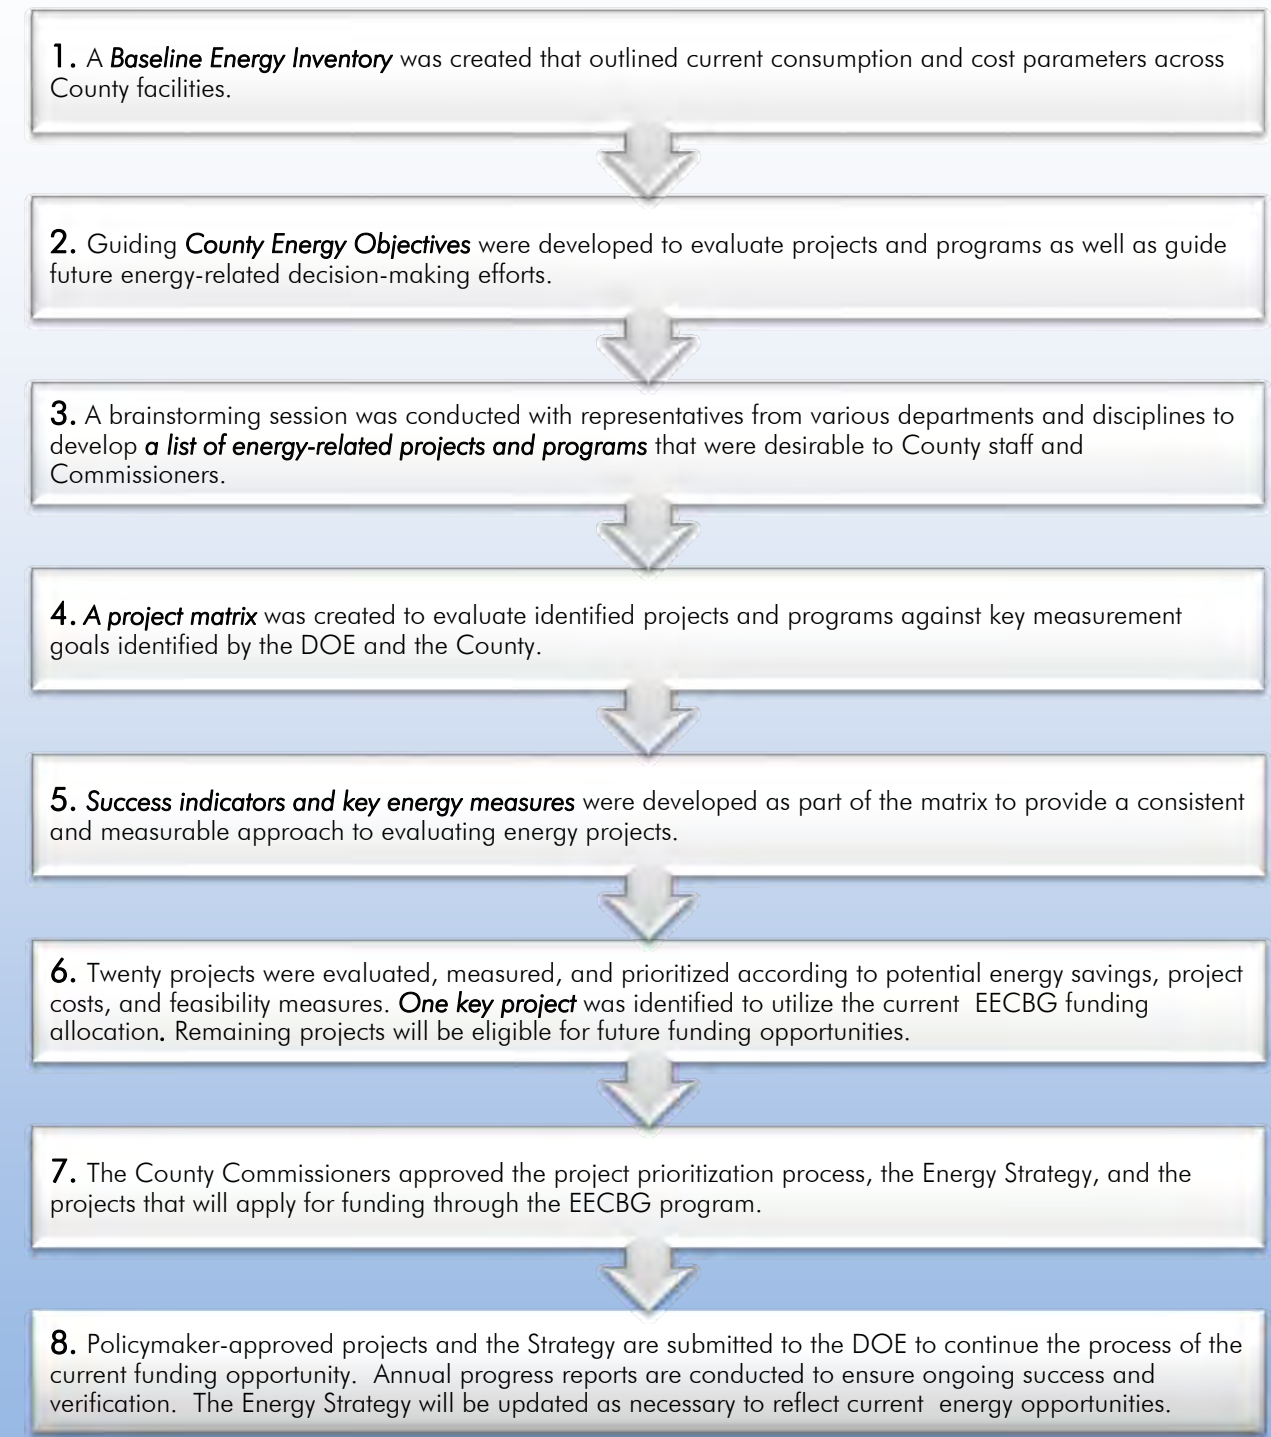 1. A Baseline Energy Inventory was created that outlined current consumption and cost parameters across
County facilities.
2. Guiding County Energy Objectives were developed to evaluate projects and programs as well as guide
future energy-related decision-making efforts.
3. A brainstorming session was conducted with representatives from various departments and disciplines to
develop a list of energy-related projects and programs that were desirable to County staff and
Commissioners.
4. A project matrix was created to evaluate identified projects and programs against key measurement
goals identified by the DOE and the County.
5. Success indicators and key energy measures were developed as part of the matrix to provide a consistent
and measurable approach to evaluating energy projects.
6. Twenty projects were evaluated, measured, and prioritized according to potential energy savings, project
costs, and feasibility measures. One key project was identified to utilize the current  EECBG funding
allocation. Remaining projects will be eligible for future funding opportunities.
7. The County Commissioners approved the project prioritization process, the Energy Strategy, and the
projects that will apply for funding through the EECBG program.
8. Policymaker-approved projects and the Strategy are submitted to the DOE to continue the process of the
current funding opportunity.  Annual progress reports are conducted to ensure ongoing success and
verification.  The Energy Strategy will be updated as necessary to reflect current  energy opportunities.